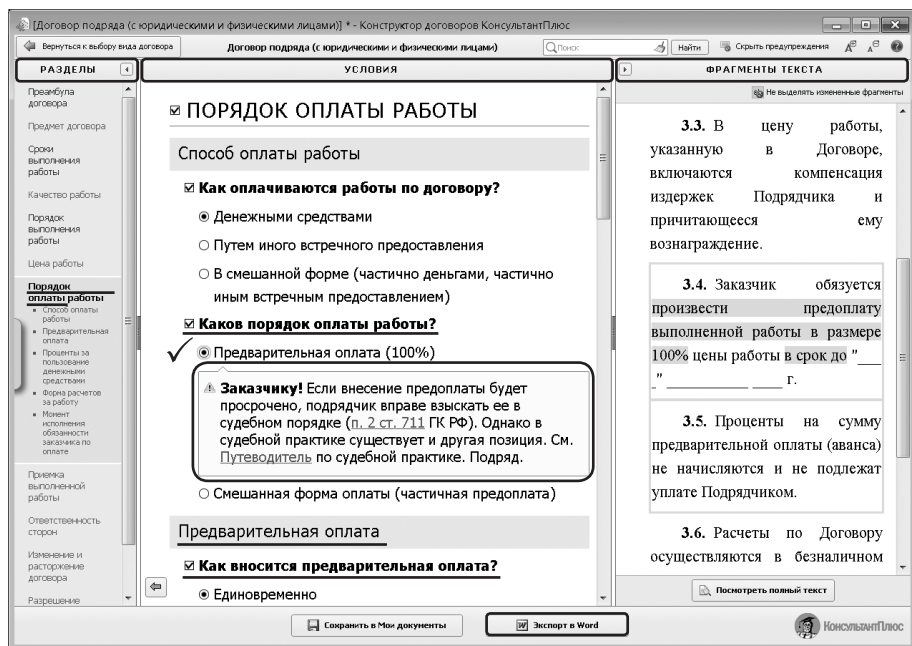 [Договор подряда (с юридическими и физическими лицами)] * - Конструктор договоров КонсультантПлюс
Вернуться к выбору вида договора
Договор подряда (с юридическими и физическими лицами)
Поиск
Найти
Скрыть предупреждения
РАЗДЕЛЫ
УСЛОВИЯ
ФРАГМЕНТЫ ТЕКСТА
Преамбула
договора
Предмет договора
Сроки
выполнения
работы
Качество работы
Порядок
выполнения
работы
Цена работы
Порядок
оплаты работы
Способ оплаты
работы
Предварительная
оплата
Проценты за
пользование
денежными
средствами
Форма расчетов
за работу
Момент
исполнения
обязанности
заказчика по
оплате
Приемка
выполненной
работы
Ответственность
сторон
Изменение и
расторжение
договора
Разрешение
ПОРЯДОК ОПЛАТЫ РАБОТЫ
Способ оплаты работы
Как оплачиваются работы по договору?
Денежными средствами
Путем иного встречного предоставления
В смешанной форме (частично деньгами, частично
иным встречным предоставлением)
Каков порядок оплаты работы?
Предварительная оплата (100%)
Заказчику! Если внесение предоплаты будет
просрочено, подрядчик вправе взыскать ее в
судебном порядке (п. 2 ст. 711 ГК РФ). Однако в
судебной практике существует и другая позиция. См.
Путеводитель по судебной практике. Подряд.
Смешанная форма оплаты (частичная предоплата)
Предварительная оплата
Как вносится предварительная оплата?
Единовременно
Не выделять измененные фрагменты
3.3. В цену работы,
указанную в Договоре,
включаются компенсация
издержек Подрядчика и
причитающееся ему
вознаграждение.
3.4. Заказчик обязуется
произвести предоплату
выполненной работы в размере
100% цены работы в срок до "___
_" __________ ____ г.
3.5. Проценты на сумму
предварительной оплаты (аванса)
не начисляются и не подлежат
уплате Подрядчиком.
3.6. Расчеты по Договору
осуществляются в безналичном
Посмотреть полный текст
Сохранить в Мои документы
Экспорт в Word
КонсультантПлюс